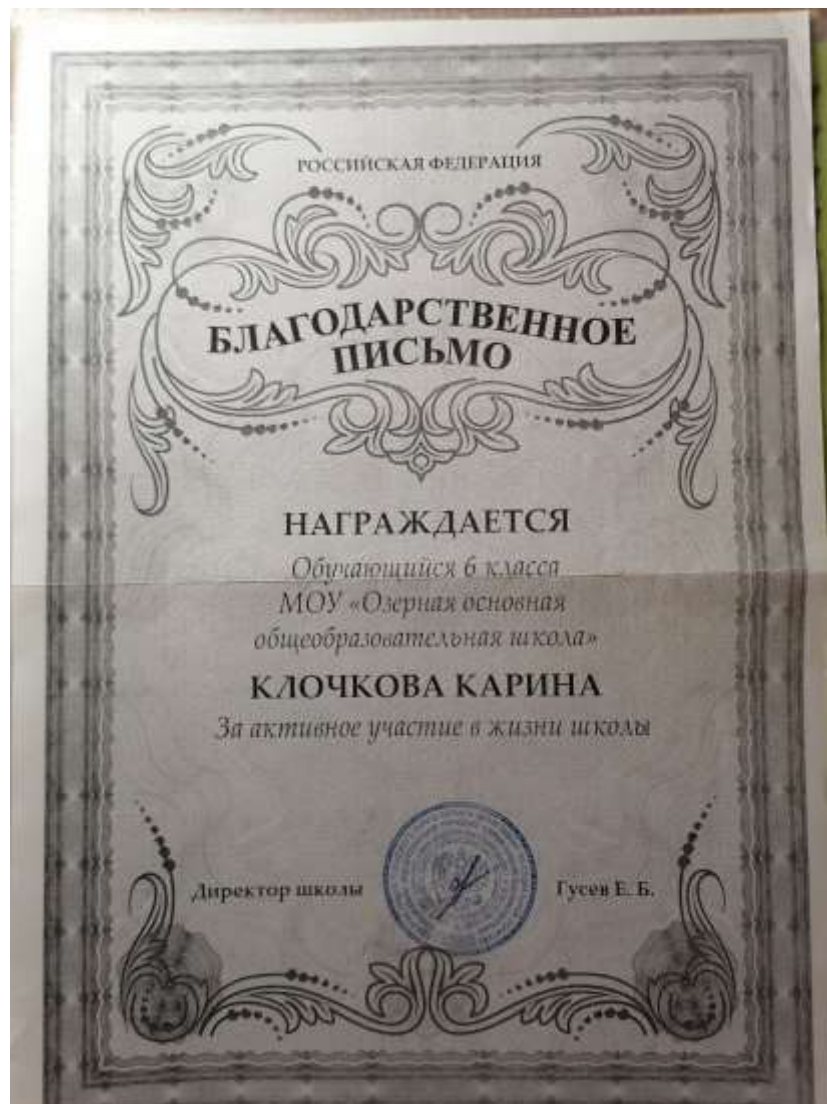 РОССИЙСКАЯ ФЕДЕРАЦИЯ
БЛАГОДАРСТВЕННОЕ
ПИСЬМО
НАГРАЖДАЕТСЯ
Обучающийся 6 класса
МОУ «Озерная основная
общеобразовательная школа»
КЛОЧКОВА КАРИНА
За активное участие в жизни школы
Директор школы Гусев Е. Б.